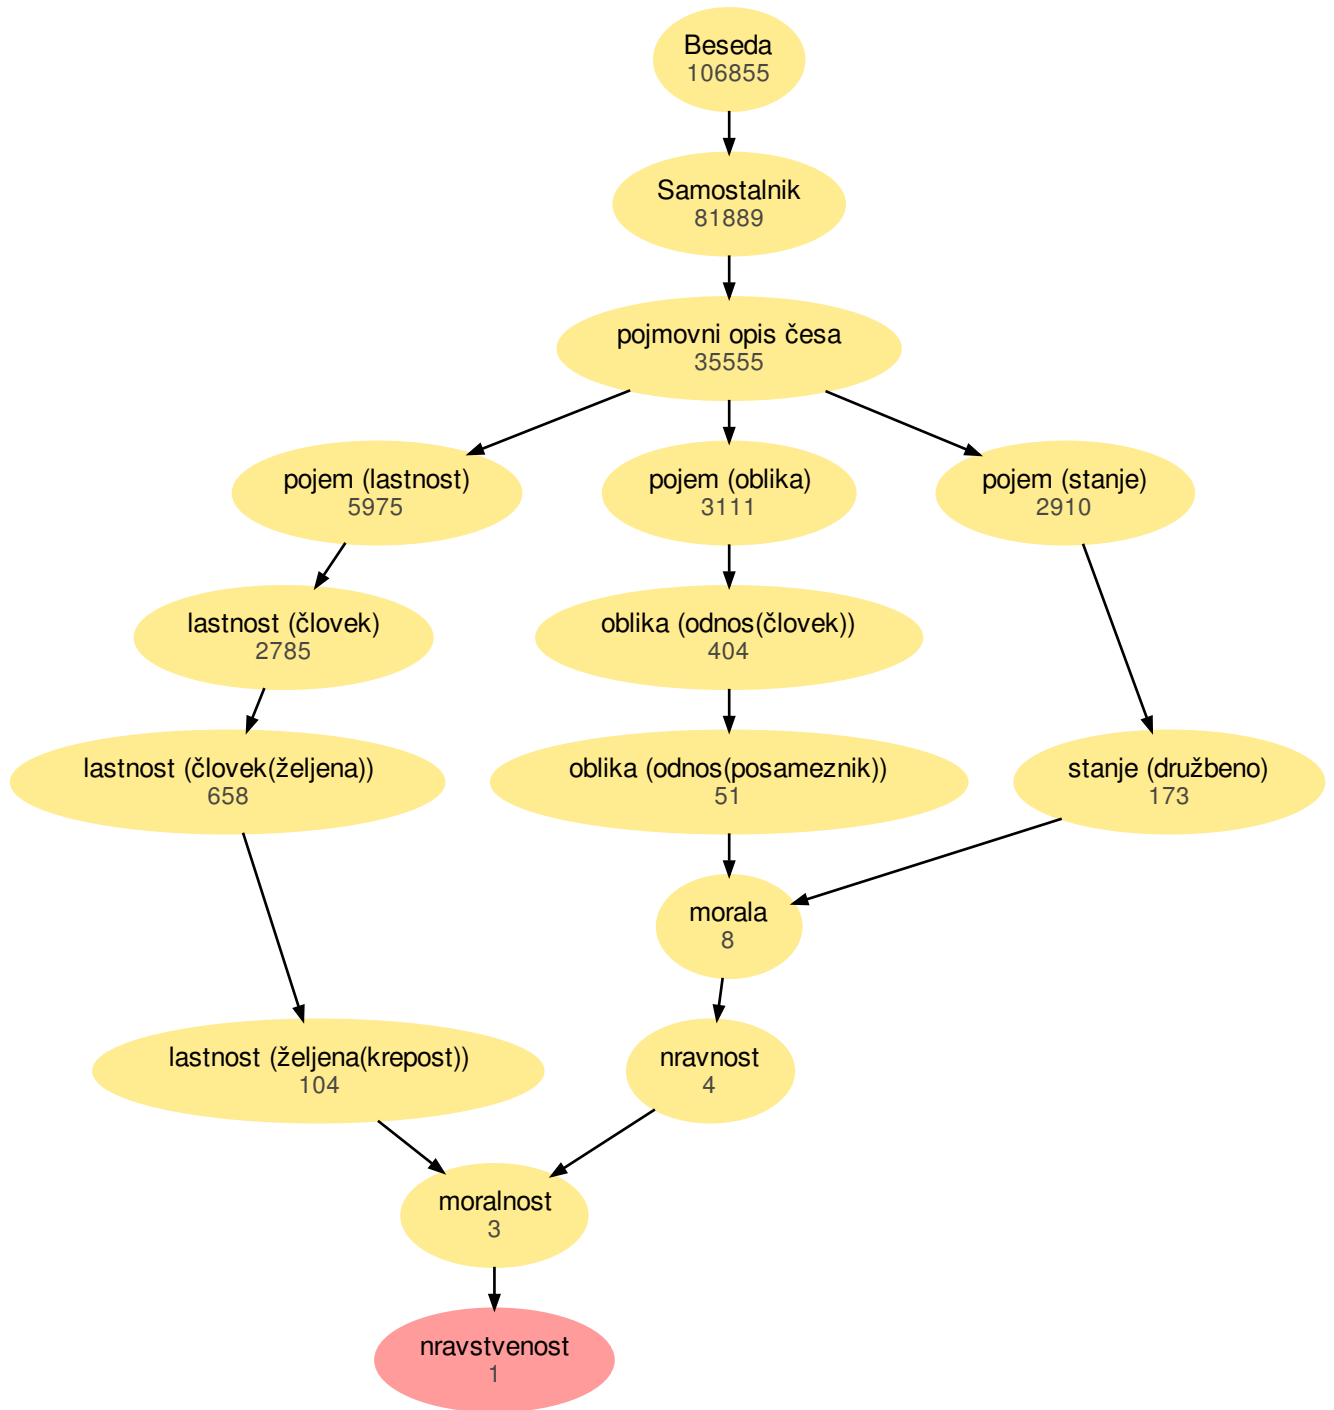 Beseda
106855
Samostalnik
81889
pojmovni opis česa
35555
pojem (lastnost)
5975
pojem (oblika)
3111
pojem (stanje)
2910
lastnost (človek)
2785
oblika (odnos(človek))
404
lastnost (človek(željena))
658
oblika (odnos(posameznik))
51
stanje (družbeno)
173
morala
8
lastnost (željena(krepost))
104
nravnost
4
moralnost
3
nravstvenost
1